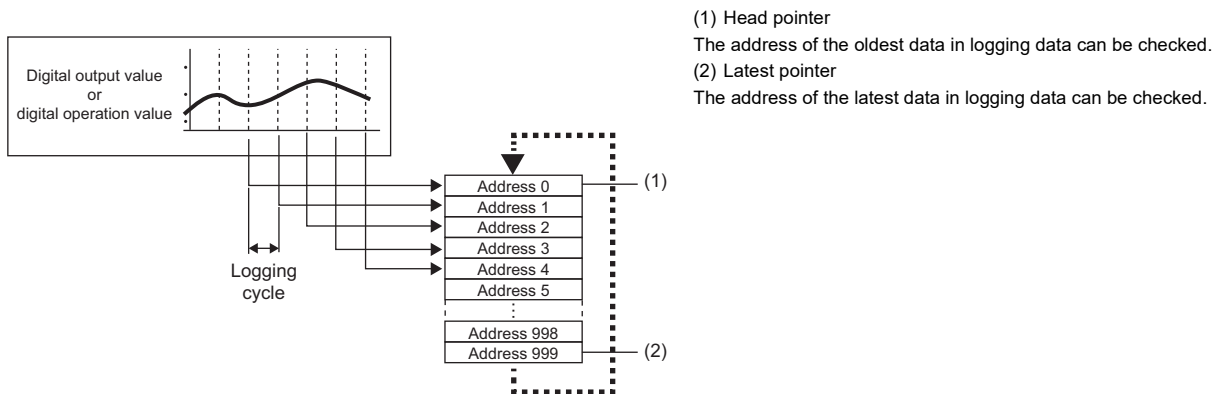 (1) Head pointer
The address of the oldest data in logging data can be checked.
(2) Latest pointer
The address of the latest data in logging data can be checked.
Digital output value
or
digital operation value
Address 0
(1)
Address 1
Address 2
Address 3
Address 4
Address 5
Logging
cycle
Address 998
Address 999
(2)